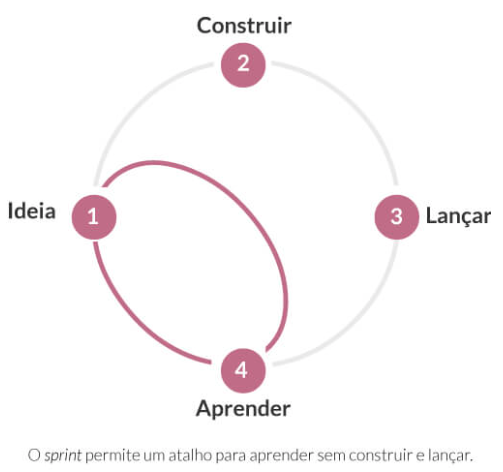 Construir
2
Ideia
1
3
Lançar
4
Aprender
O sprint permite um atalho para aprender sem construir e lançar.